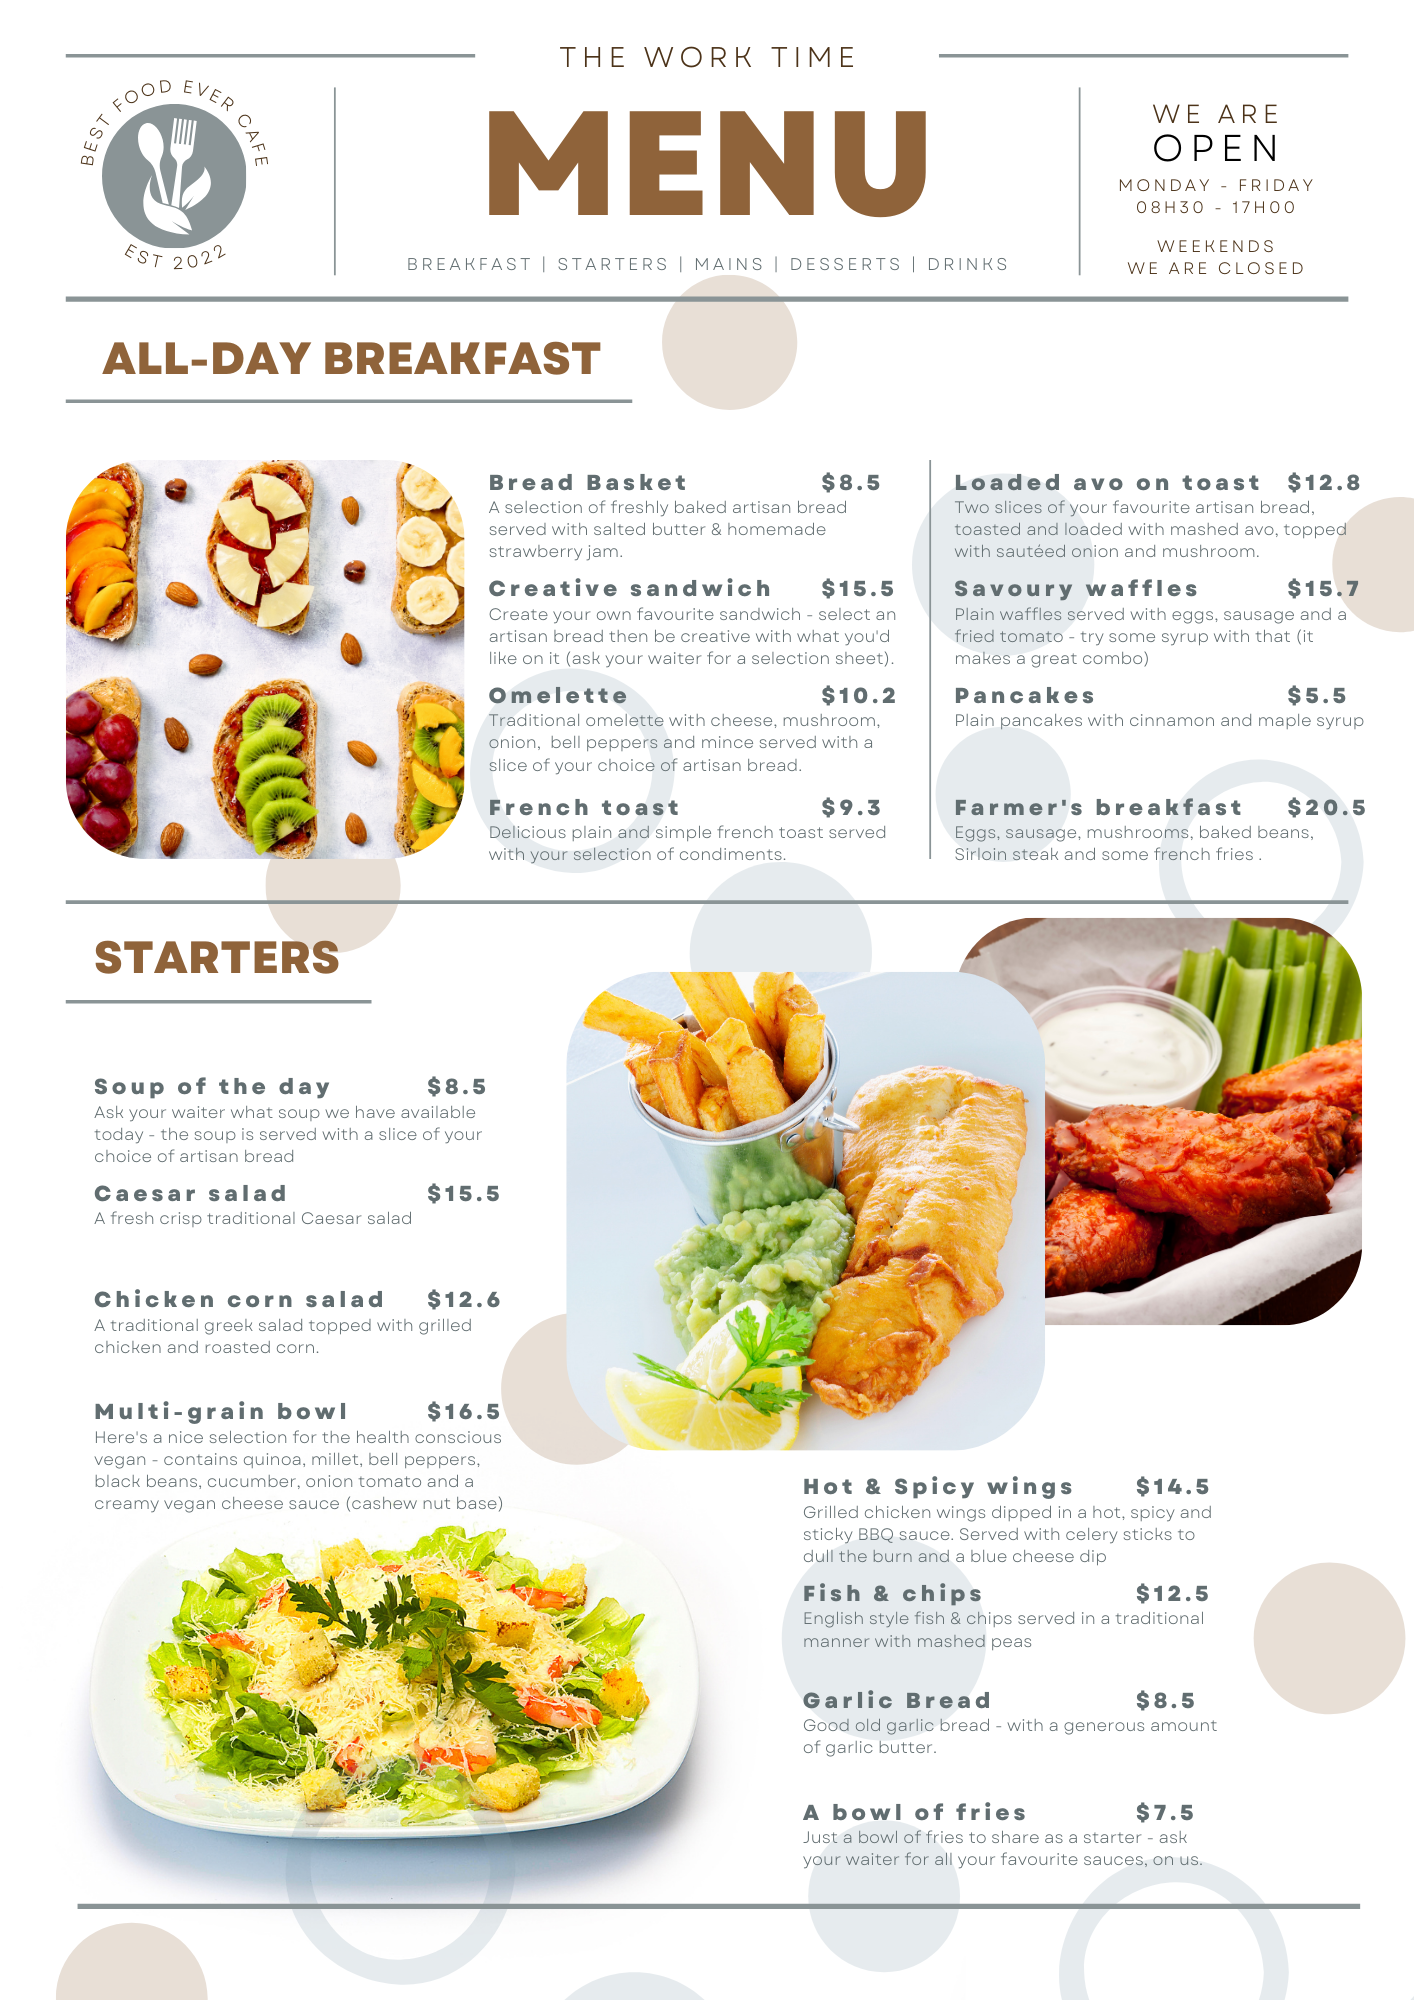 THE WORK TIME
BEST FOOD EVER CAFE
EST 2022
MENU
BREAKFAST | STARTERS | MAINS | DESSERTS | DRINKS
WE ARE
OPEN
MONDAY - FRIDAY
08H30 - 17H00
WEEKENDS
WE ARE CLOSED
ALL-DAY BREAKFAST
Bread Basket $8.5
A selection of freshly baked artisan bread
served with salted butter & homemade
strawberry jam.
Creative sandwich $15.5
Create your own favourite sandwich - select an
artisan bread then be creative with what you'd
like on it (ask your waiter for a selection sheet).
Omelette $10.2
Traditional omelette with cheese, mushroom,
onion, bell peppers and mince served with a
slice of your choice of artisan bread.
French toast $9.3
Delicious plain and simple french toast served
with your selection of condiments.
Loaded avo on toast $12.8
Two slices of your favourite artisan bread,
toasted and loaded with mashed avo, topped
with sautéed onion and mushroom.
Savoury waffles $15.7
Plain waffles served with eggs, sausage and a
fried tomato - try some syrup with that (it
makes a great combo)
Pancakes $5.5
Plain pancakes with cinnamon and maple syrup
Farmer's breakfast $20.5
Eggs, sausage, mushrooms, baked beans,
Sirloin steak and some french fries .
STARTERS
Soup of the day $8.5
Ask your waiter what soup we have available
today - the soup is served with a slice of your
choice of artisan bread
Caesar salad $15.5
A fresh crisp traditional Caesar salad
Chicken corn salad $12.6
A traditional greek salad topped with grilled
chicken and roasted corn.
Multi-grain bowl $16.5
Here's a nice selection for the health conscious
vegan - contains quinoa, millet, bell peppers,
black beans, cucumber, onion tomato and a
creamy vegan cheese sauce (cashew nut base)
Hot & Spicy wings $14.5
Grilled chicken wings dipped in a hot, spicy and
sticky BBQ sauce. Served with celery sticks to
dull the burn and a blue cheese dip
Fish & chips $12.5
English style fish & chips served in a traditional
manner with mashed peas
Garlic Bread $8.5
Good old garlic bread - with a generous amount
of garlic butter.
A bowl of fries $7.5
Just a bowl of fries to share as a starter - ask
your waiter for all your favourite sauces, on us.